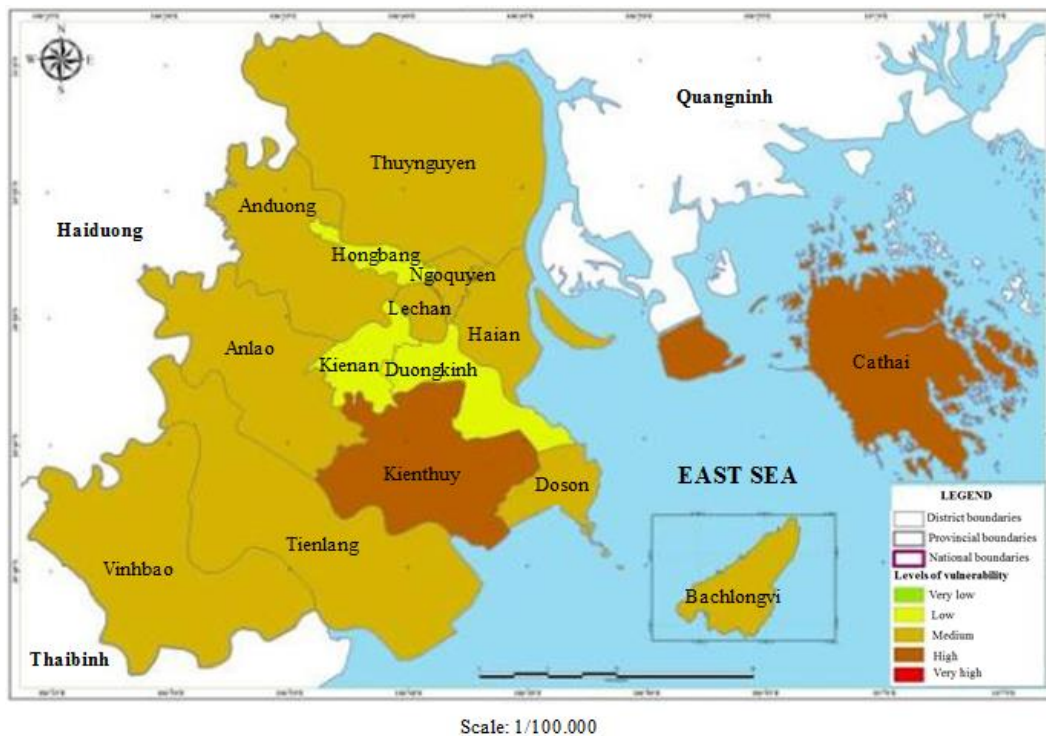 N
W
E
S
Quangninh
Thuynguyen
Anduong
Haiduong
Hongbang
Ngoquyen
Lechan
Haian
Anlao
Kienan
Duongkinh
Cathai
Kienthuy
EAST SEA
Doson
Tienlang
Vinhbao
Bachlongvi
Thaibinh
LEGEND
District boundaries
Provincial boundaries
National boundaries
Levels of vulnerability
Very low
Low
Medium
High
Very high
Scale: 1/100.000